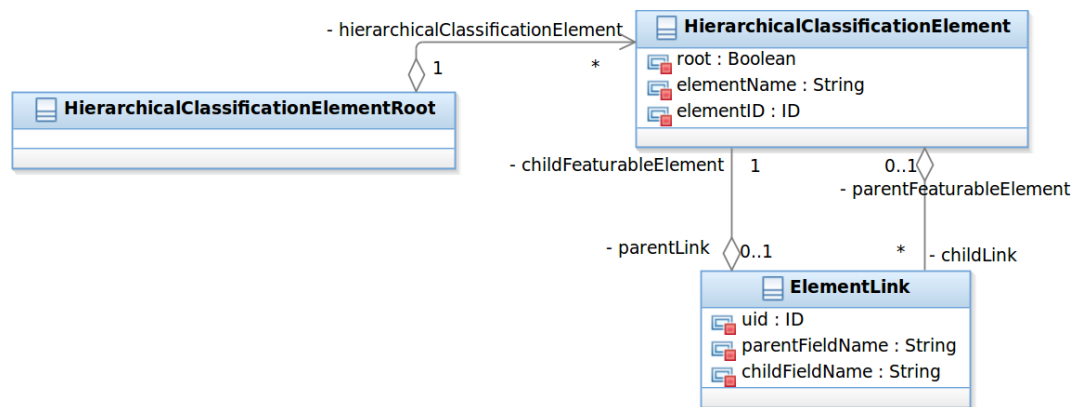 HierarchicalClassificationElement
- hierarchicalClassificationElement
root : Boolean
1
*
elementName : String
HierarchicalClassificationElementRoot
elementID : ID
- childFeaturableElement
1
0..1
- parentFeaturableElement
- parentLink
0..1
*
- childLink
ElementLink
uid : ID
parentFieldName : String
childFieldName : String